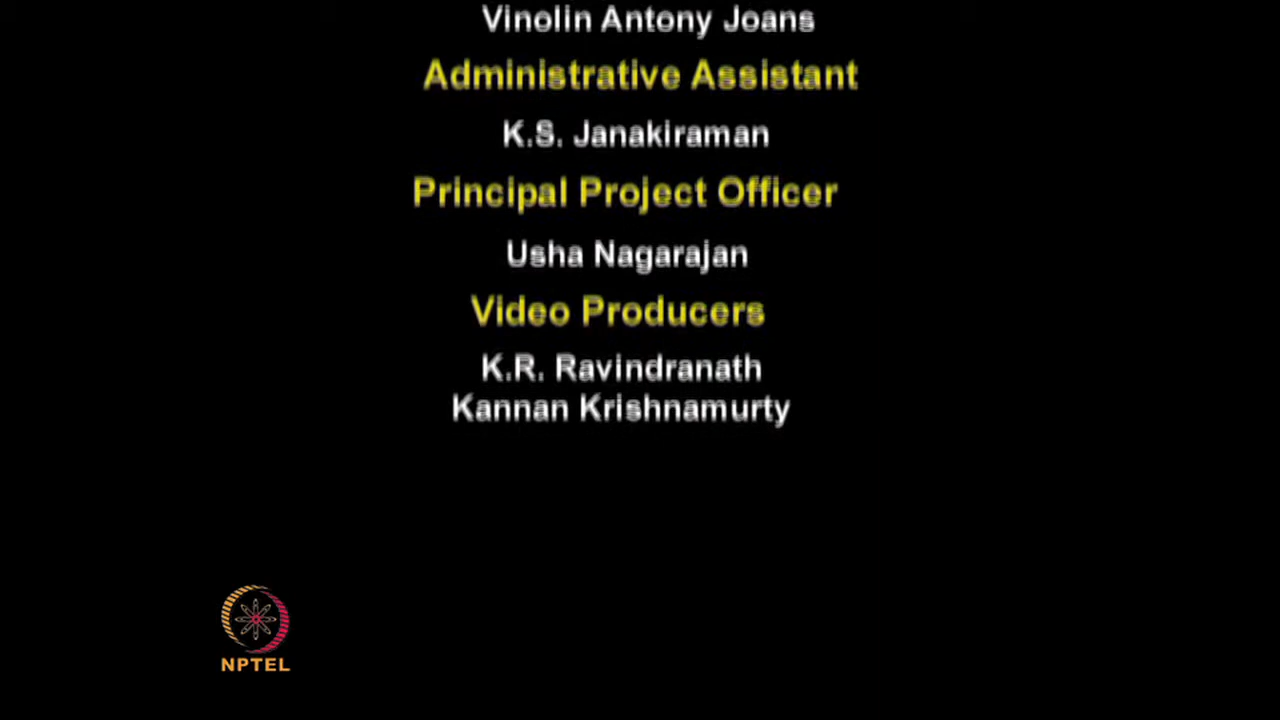 Vinolin Antony Joans
Administrative Assistant
K.S. Janakiraman
Principal Project Officer
Usha Nagarajan
Video Producers
K.R. Ravindranath
Kannan Krishnamurty
NPTEL